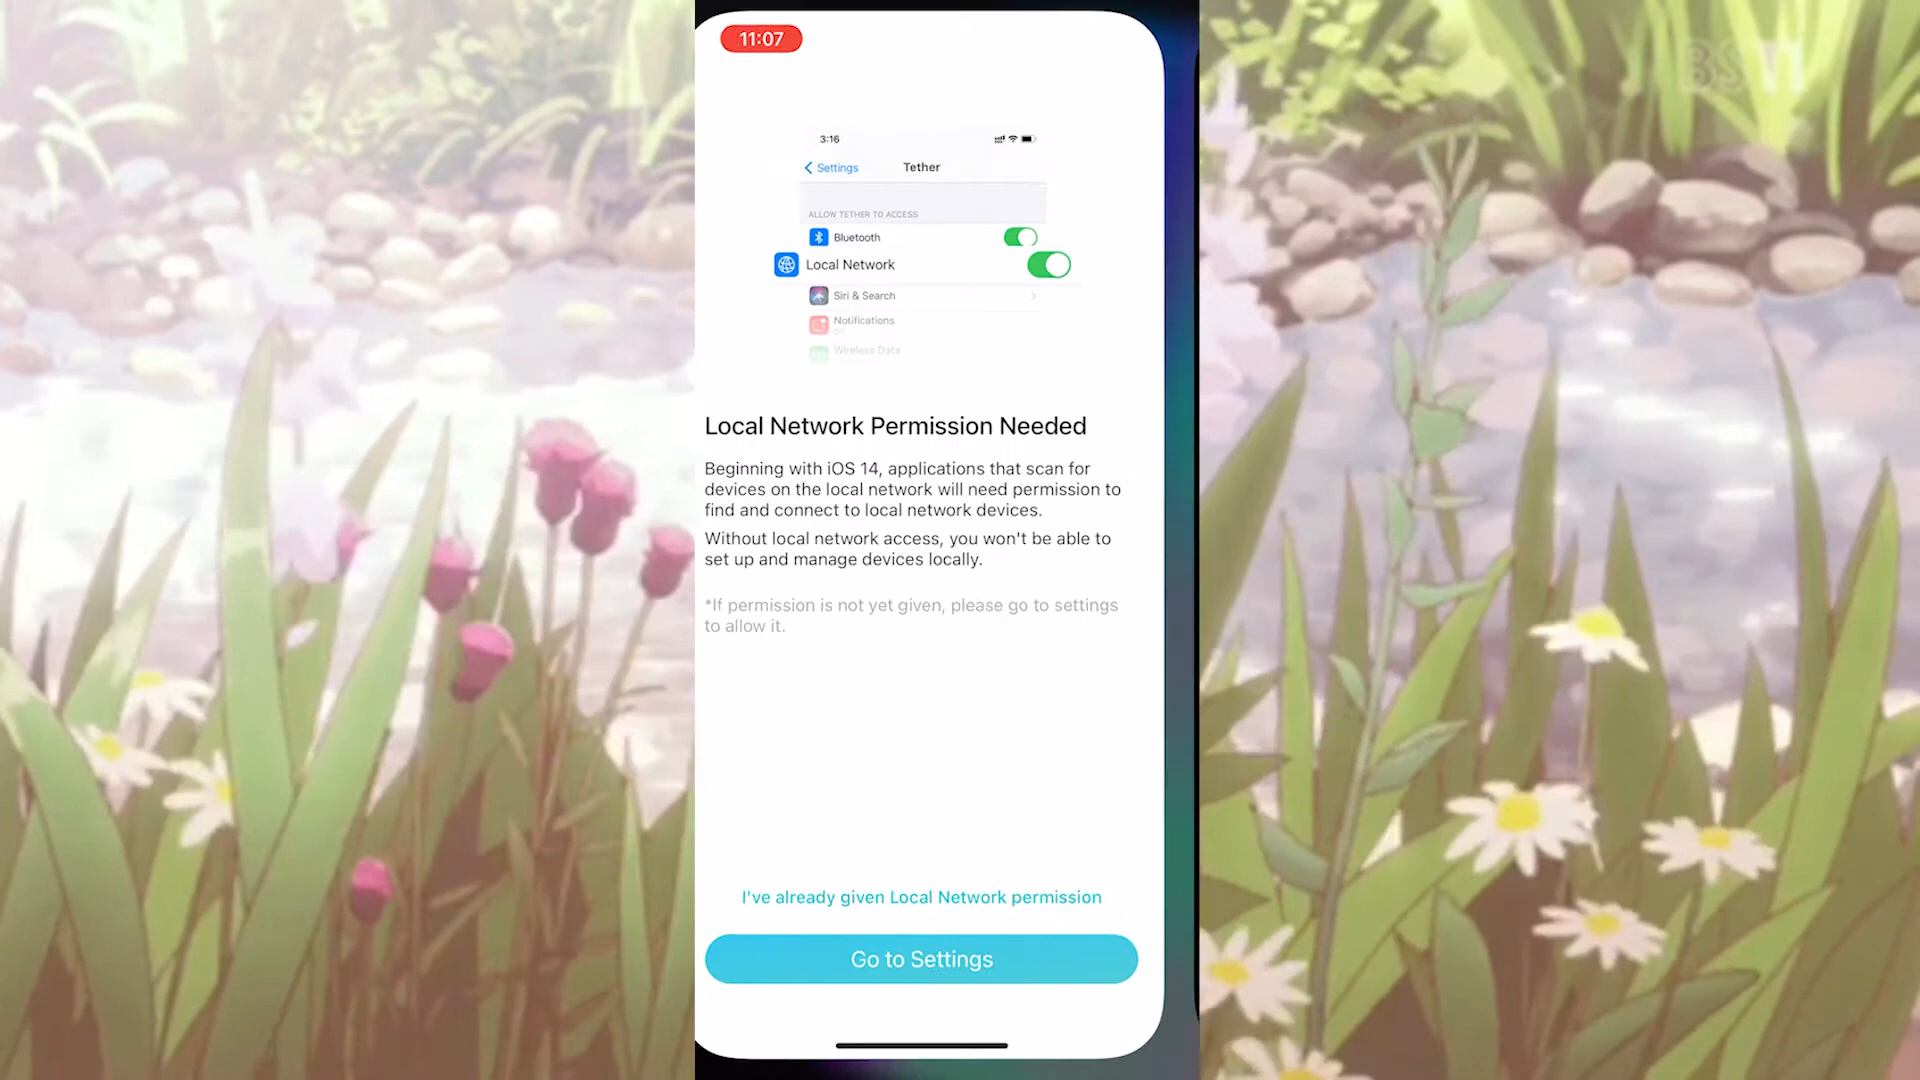 11:07
BS11
3:16
Settings
Tether
ALLOW TETHER TO ACCESS
Bluetooth
Local Network
Siri & Search
Notifications
Off
Wireless Data
Local Network Permission Needed
Beginning with iOS 14, applications that scan for
devices on the local network will need permission to
find and connect to local network devices.
Without local network access, you won't be able to
set up and manage devices locally.
*If permission is not yet given, please go to settings
to allow it.
I've already given Local Network permission
Go to Settings